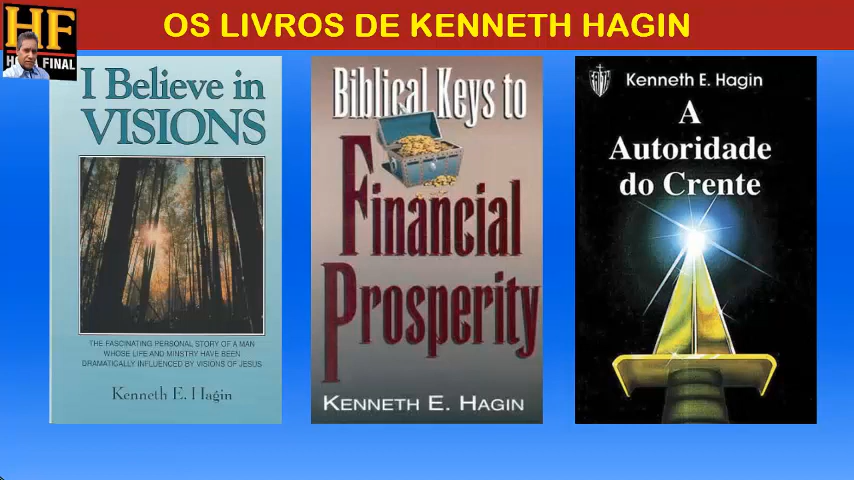 OS LIVROS DE KENNETH HAGIN
HF
FINAL
I Believe in
VISIONS
THE FASCINATING PERSONAL STORY OF A MAN
WHOSE LIFE AND MINISTRY HAVE BEEN
DRAMATICALLY INFLUENCED BY VISIONS OF JESUS
Kenneth E. Hagin
Biblical Keys to
Financial
Prosperity
KENNETH E. HAGIN
Kenneth E. Hagin
A
Autoridade
do Crente